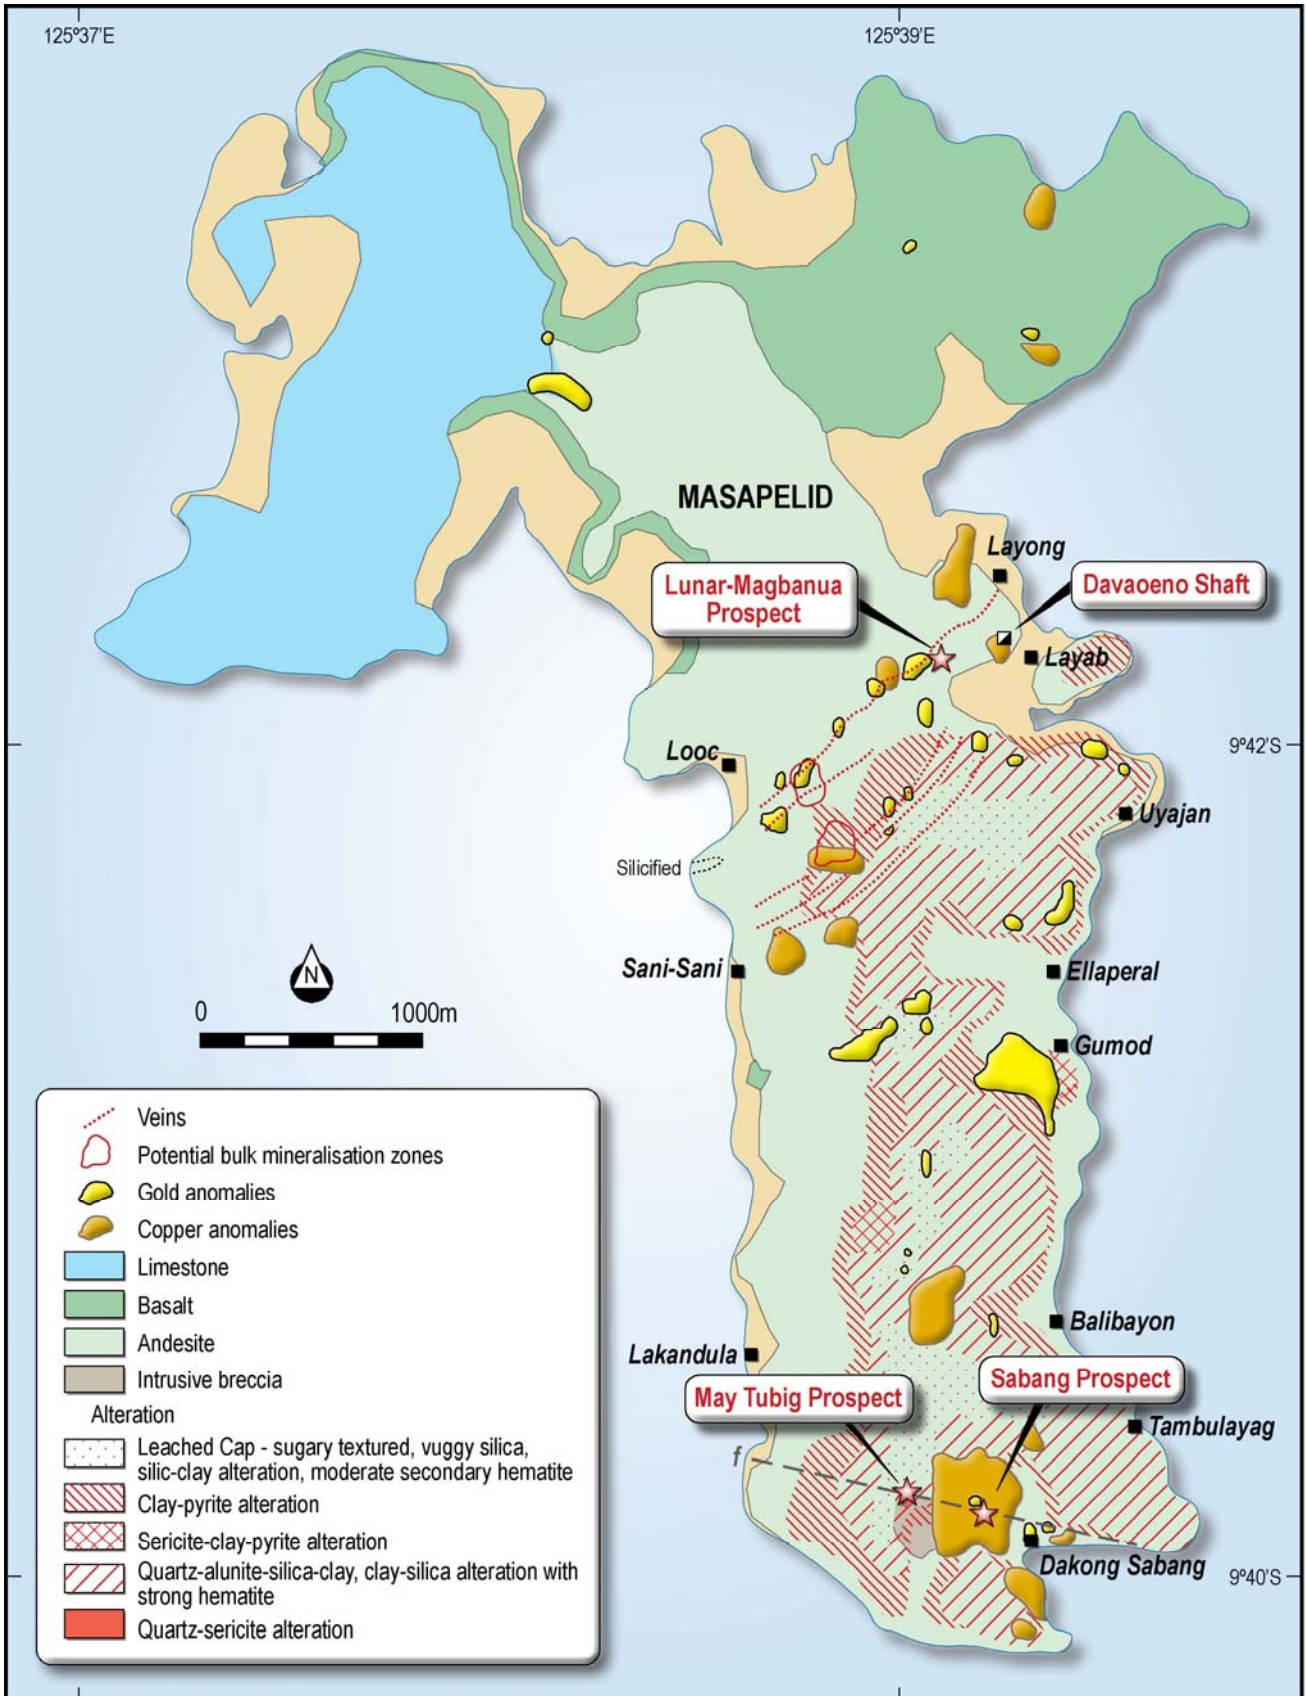 125°37'E
125°39'E
MASAPELID
Layong
Lunar-Magbanua
Prospect
Davaoeno Shaft
Layab
Looc
9°42'S
Uyajan
Silicified
N
Sani-Sani
Ellaperal
0
1000m
Gumod
Veins
Potential bulk mineralisation zones
Gold anomalies
Copper anomalies
Limestone
Basalt
Andesite
Intrusive breccia
Alteration
Leached Cap - sugary textured, vuggy silica,
silic-clay alteration, moderate secondary hematite
Clay-pyrite alteration
Sericite-clay-pyrite alteration
Quartz-alunite-silica-clay, clay-silica alteration with
strong hematite
Quartz-sericite alteration
Balibayon
Lakandula
Sabang Prospect
May Tubig Prospect
Tambulayag
f
Dakong Sabang
9°40'S